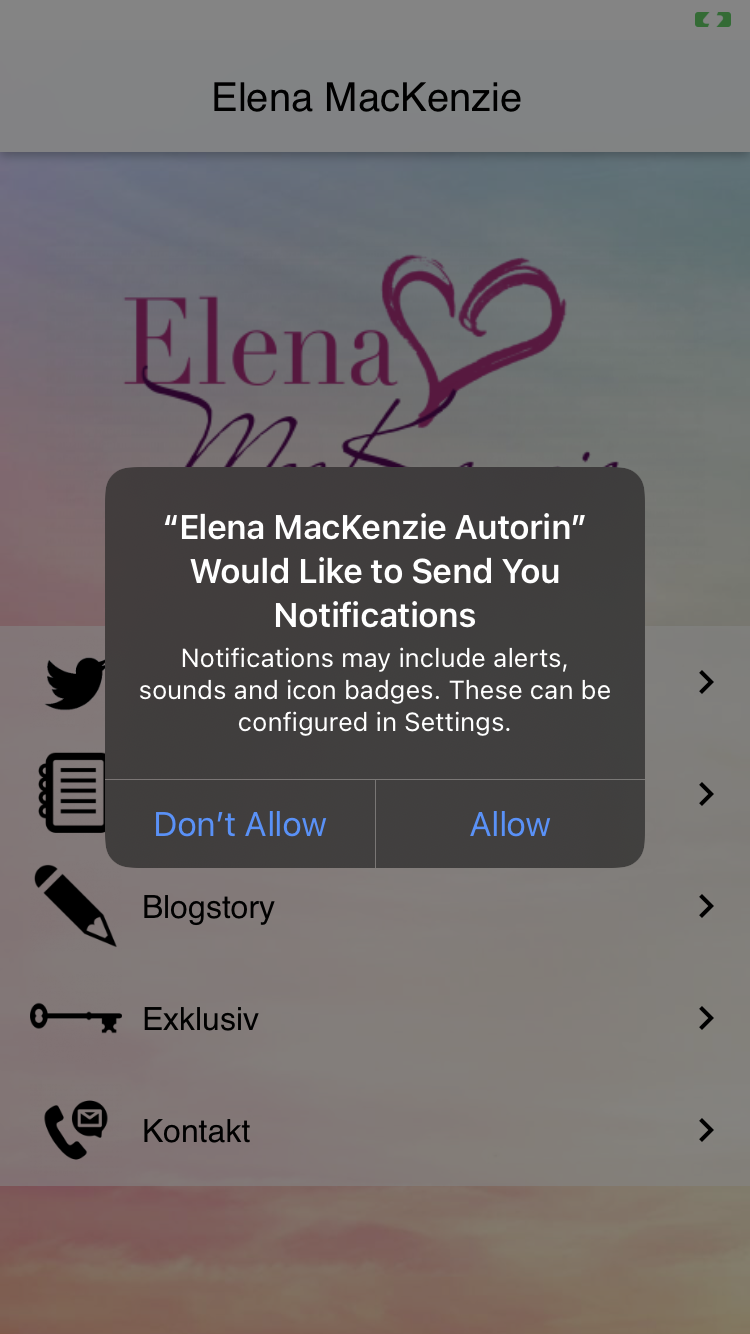 Elena MacKenzie
Elena
“Elena MacKenzie Autorin”
Would Like to Send You
Notifications
Notifications may include alerts,
sounds and icon badges. These can be
configured in Settings.
Don’t Allow
Allow
Blogstory
Exklusiv
Kontakt